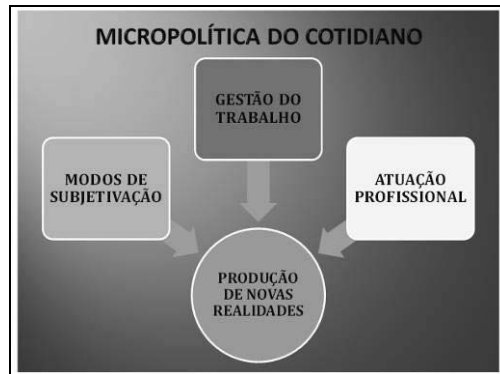 MICROPOLÍTICA DO COTIDIANO
GESTÃO DO
TRABALHO
MODOS DE
SUBJETIVAÇÃO
ATUAÇÃO
PROFISSIONAL
PRODUÇÃO
DE NOVAS
REALIDADES